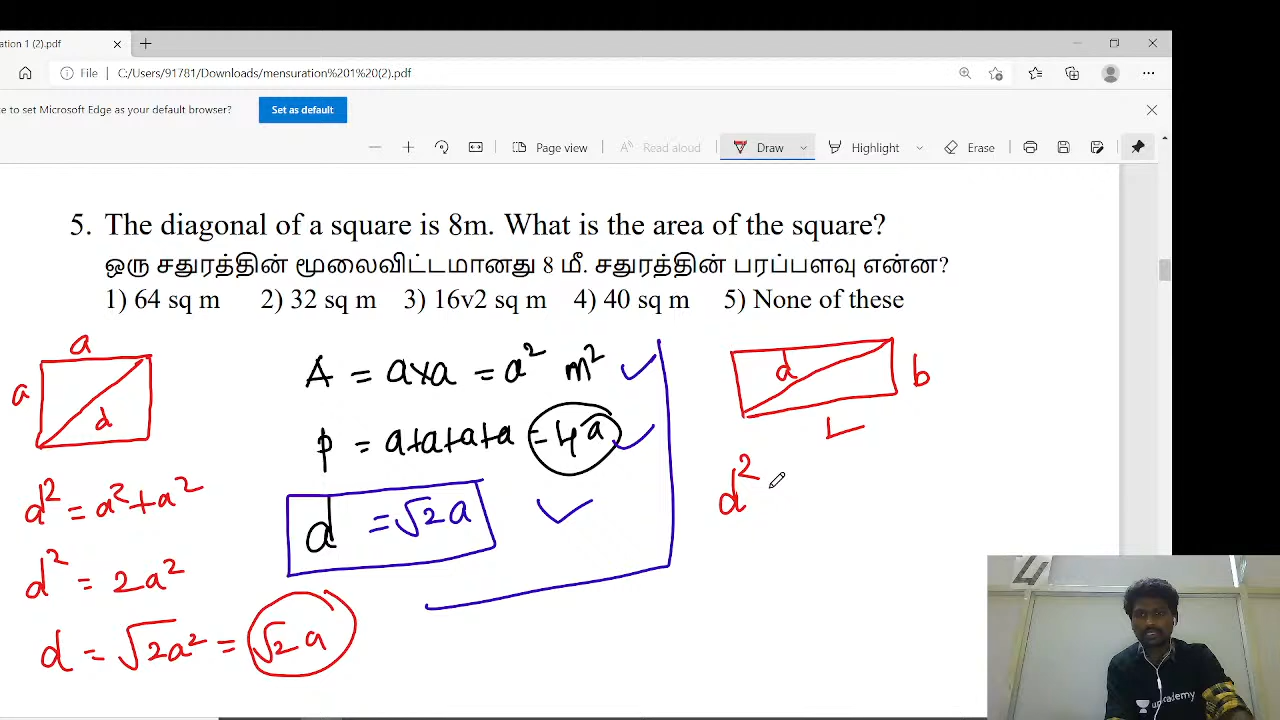 ation 1 (2).pdf
File C:/Users/91781/Downloads/mensuration%201%20(2).pdf
e to set Microsoft Edge as your default browser? Set as default
Page view Read aloud Draw Highlight Erase
5. The diagonal of a square is 8m. What is the area of the square?
ஒரு சதுரத்தின் மூலைவிட்டமானது 8 மீ. சதுரத்தின் பரப்பளவு என்ன?
1) 64 sq m 2) 32 sq m 3) 16v2 sq m 4) 40 sq m 5) None of these
a
a
d
d² = a²+a²
d² = 2a²
d = √2a² = √2 a
A = a×a = a² m²
P = a+a+a+a = 4a
d = √2 a
d
b
L
d²
unacademy